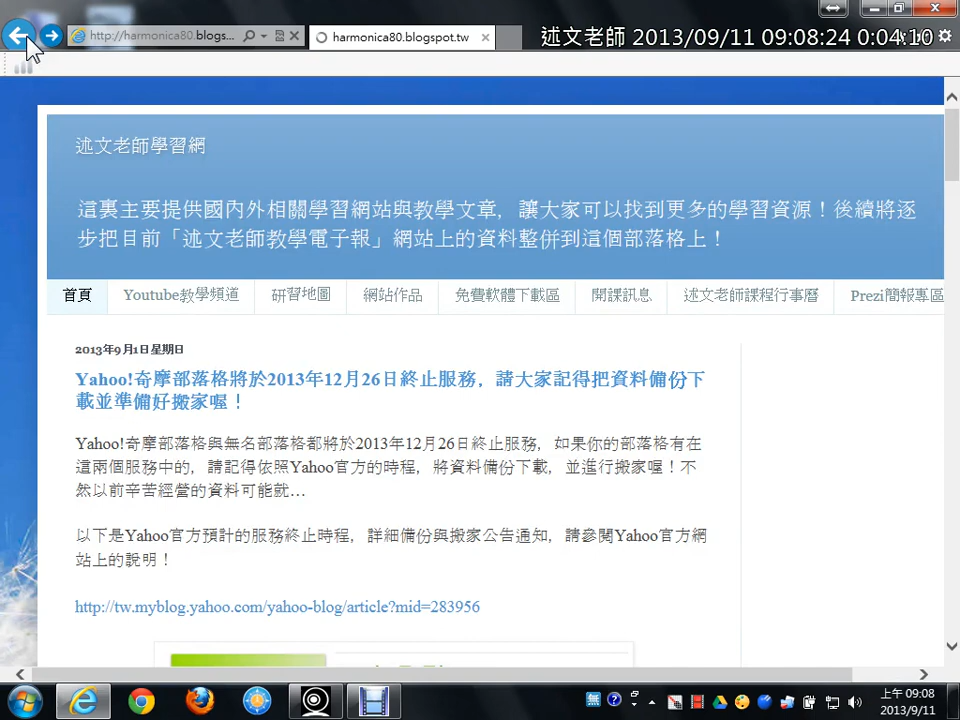 http://harmonica80.blogs...
harmonica80.blogspot.tw
述文老師 2013/09/11 09:08:24 0:04:10
述文老師學習網
這裏主要提供國內外相關學習網站與教學文章，讓大家可以找到更多的學習資源！後續將逐
步把目前「述文老師教學電子報」網站上的資料整併到這個部落格上！
首頁 Youtube教學頻道 研習地圖 網站作品 免費軟體下載區 開課訊息 述文老師課程行事曆 Prezi簡報專區
2013年9月1日星期日
Yahoo!奇摩部落格將於2013年12月26日終止服務，請大家記得把資料備份下
載並準備好搬家喔！
Yahoo!奇摩部落格與無名部落格都將於2013年12月26日終止服務，如果你的部落格有在
這兩個服務中的，請記得依照Yahoo官方的時程，將資料備份下載，並進行搬家喔！不
然以前辛苦經營的資料可能就…
以下是Yahoo官方預計的服務終止時程，詳細備份與搬家公告通知，請參閱Yahoo官方網
站上的說明！
http://tw.myblog.yahoo.com/yahoo-blog/article?mid=283956
上午 09:08
2013/9/11